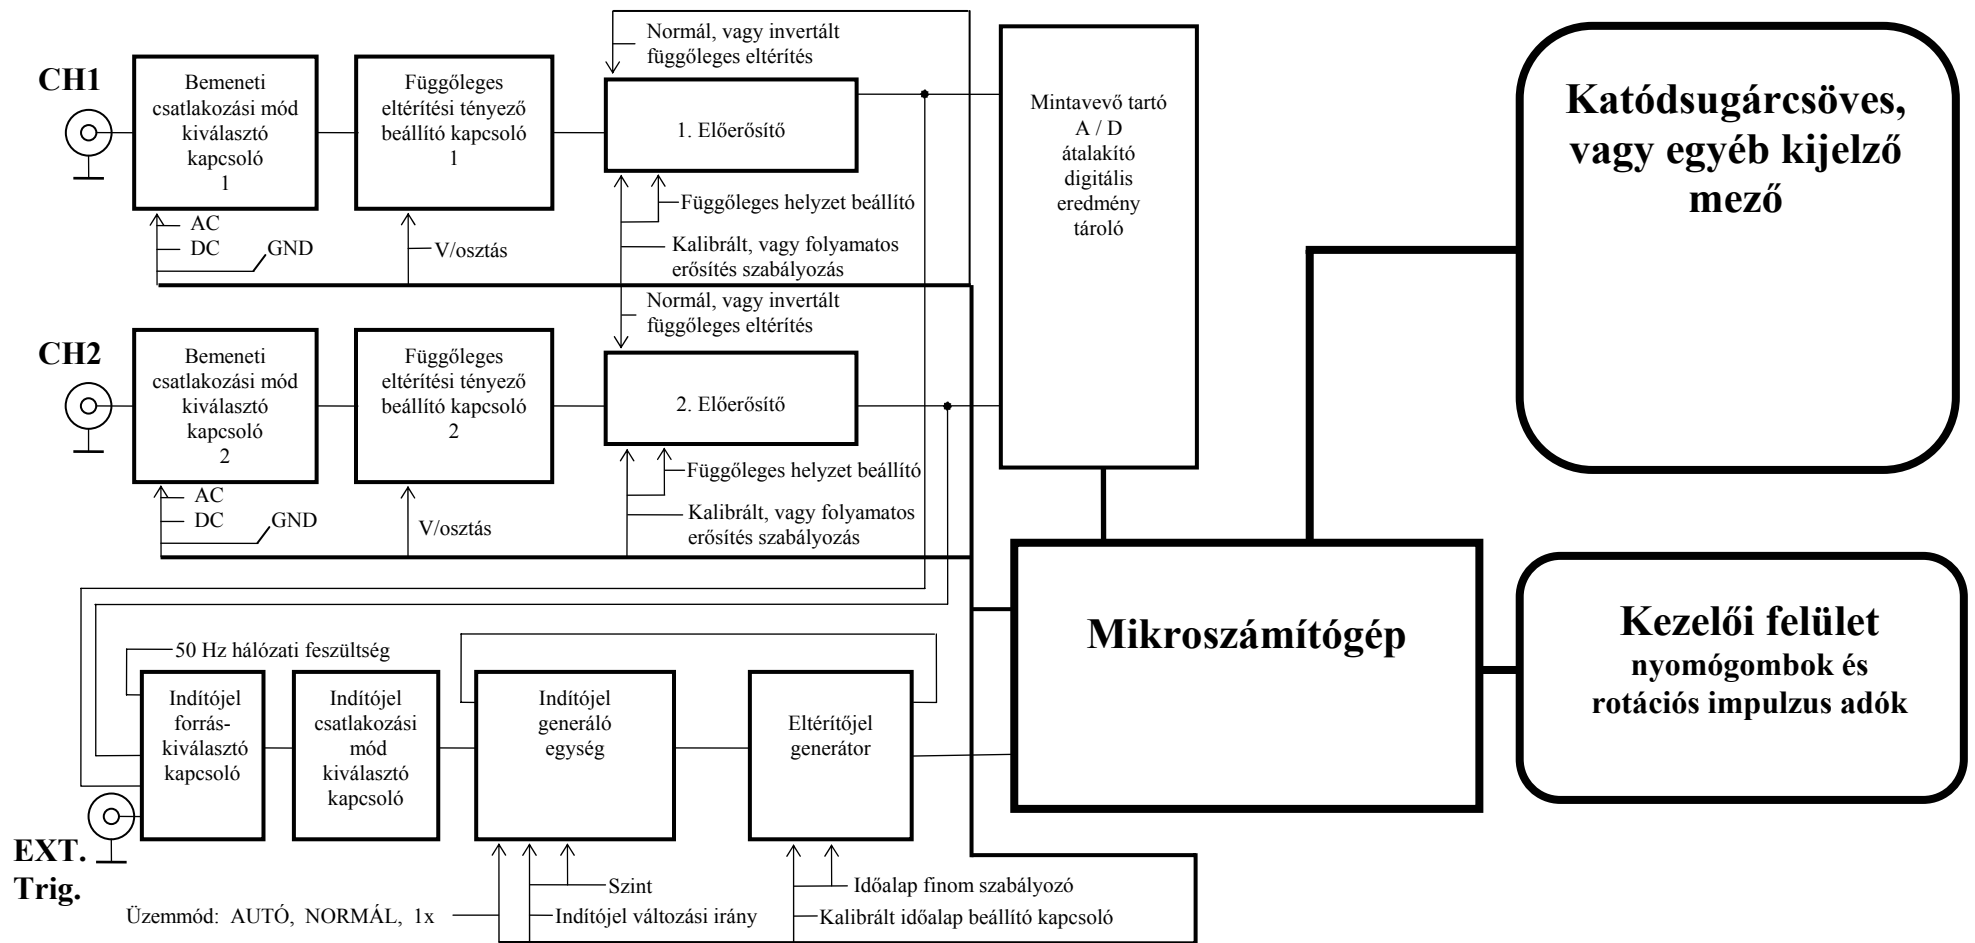 CH1
Bemeneti
csatlakozási mód
kiválasztó
kapcsoló
1
AC
DC
GND
Függőleges
eltérítési tényező
beállító kapcsoló
1
V/osztás
Normál, vagy invertált
függőleges eltérítés
1. Előerősítő
Függőleges helyzet beállító
Kalibrált, vagy folyamatos
erősítés szabályozás
Mintavevő tartó
A / D
átalakító
digitális
eredmény
tároló
Katódsugárcsöves,
vagy egyéb kijelző
mező
CH2
Bemeneti
csatlakozási mód
kiválasztó
kapcsoló
2
AC
DC
GND
Függőleges
eltérítési tényező
beállító kapcsoló
2
V/osztás
Normál, vagy invertált
függőleges eltérítés
2. Előerősítő
Függőleges helyzet beállító
Kalibrált, vagy folyamatos
erősítés szabályozás
Mikroszámítógép
Kezelői felület
nyomógombok és
rotációs impulzus adók
50 Hz hálózati feszültség
Indítójel
forrás-
kiválasztó
kapcsoló
Indítójel
csatlakozási
mód
kiválasztó
kapcsoló
Indítójel
generáló
egység
Eltérítőjel
generátor
EXT.
Trig.
Szint
Üzemmód: AUTÓ, NORMÁL, 1x
Indítójel változási irány
Időalap finom szabályozó
Kalibrált időalap beállító kapcsoló